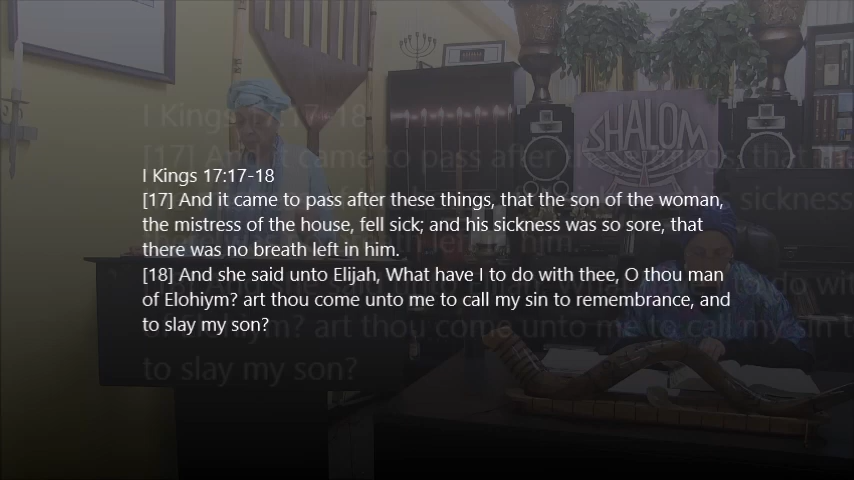 SHALOM
I Kings 17:17-18
[17] And it came to pass after these things, that the son of the woman,
the mistress of the house, fell sick; and his sickness was so sore, that
there was no breath left in him.
[18] And she said unto Elijah, What have I to do with thee, O thou man
of Elohiym? art thou come unto me to call my sin to remembrance, and
to slay my son?